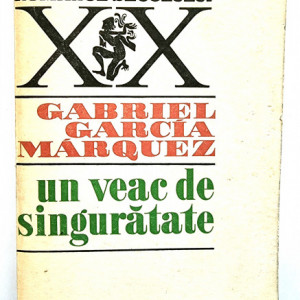 XX
GABRIEL
GARCÍA
MÁRQUEZ
un veac de
singurătate